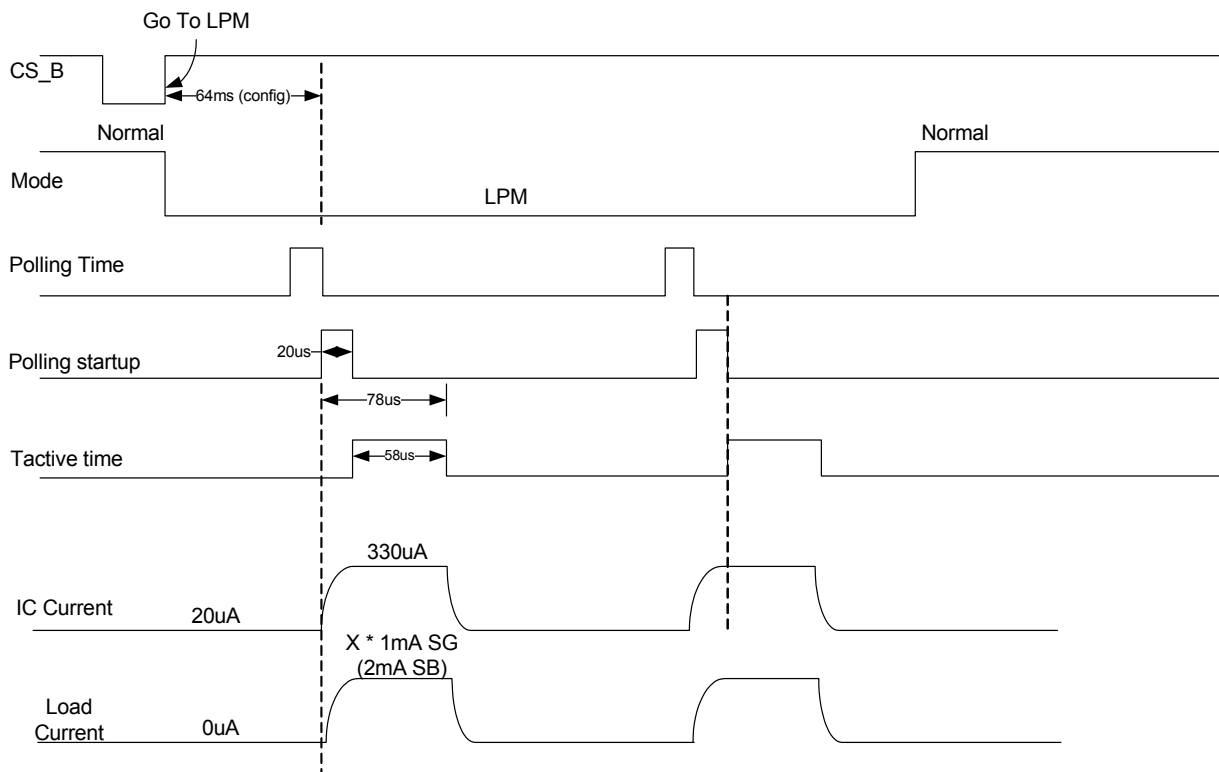 Go To LPM
CS_B
64ms (config)
Normal
Normal
Mode
LPM
Polling Time
20us
Polling startup
78us
Tactive time
58us
330uA
IC Current
20uA
X * 1mA SG
(2mA SB)
Load
Current
0uA